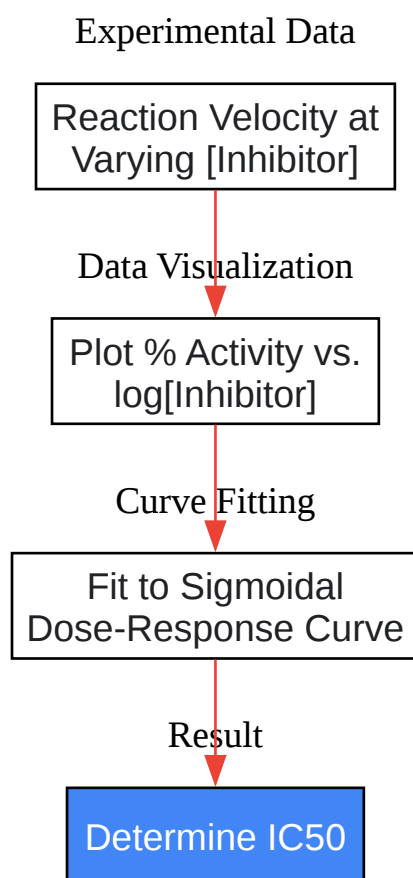 Experimental Data
Reaction Velocity at
Varying [Inhibitor]
Data Visualization
Plot % Activity vs.
log[Inhibitor]
Curve Fitting
Fit to Sigmoidal
Dose-Response Curve
Result
Determine IC50